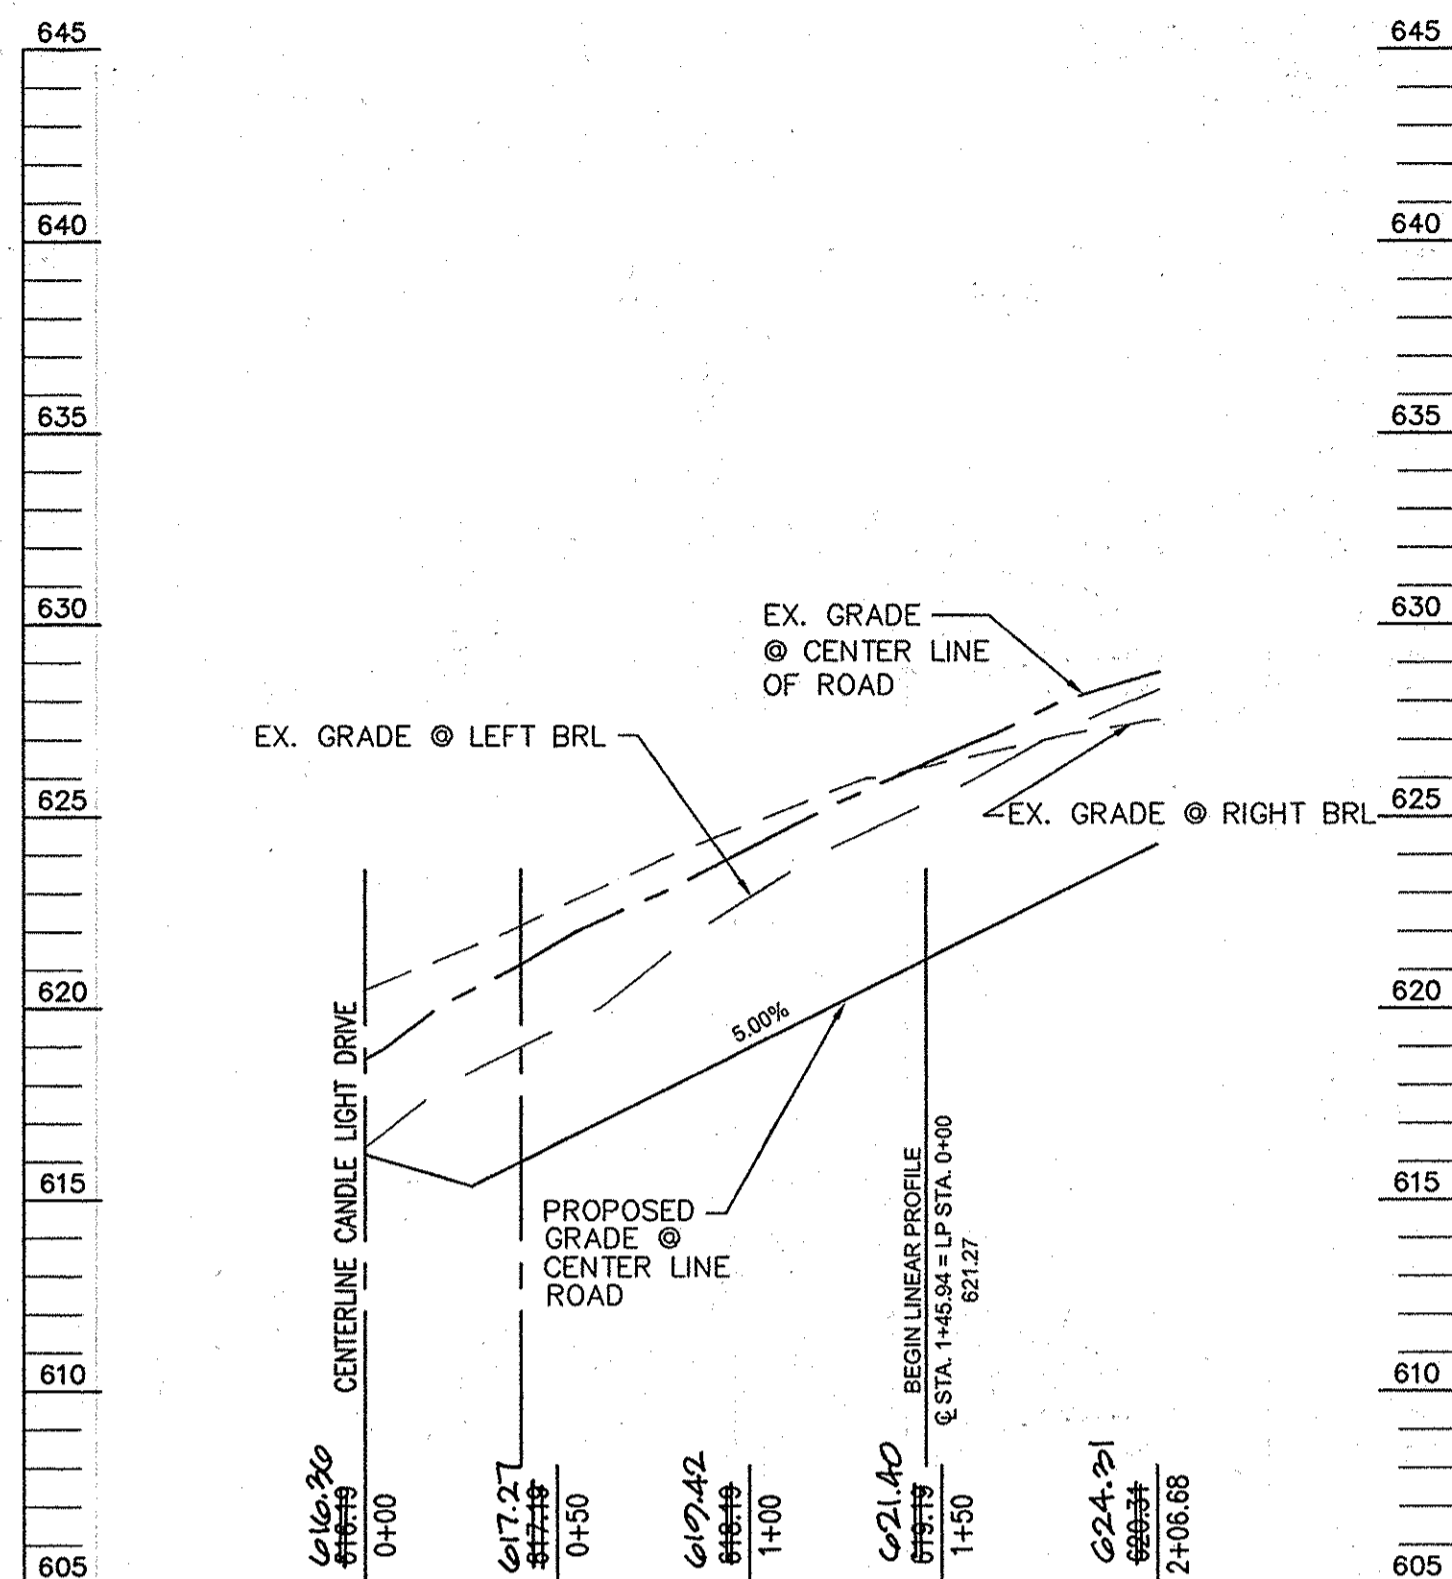 645
640
635
630
625
620
615
610
605
645
640
635
630
625
620
615
610
605
EX. GRADE
@ CENTER LINE
OF ROAD
EX. GRADE @ LEFT BRL
EX. GRADE @ RIGHT BRL
5.00%
CENTERLINE CANDLE LIGHT DRIVE
PROPOSED
GRADE @
CENTER LINE
ROAD
BEGIN LINEAR PROFILE
℄ STA. 1+45.94 = LP STA. 0+00
621.27
616.36
616.19
0+00
617.27
617.19
0+50
619.42
618.19
1+00
621.40
619.19
1+50
624.31
620.31
2+06.68